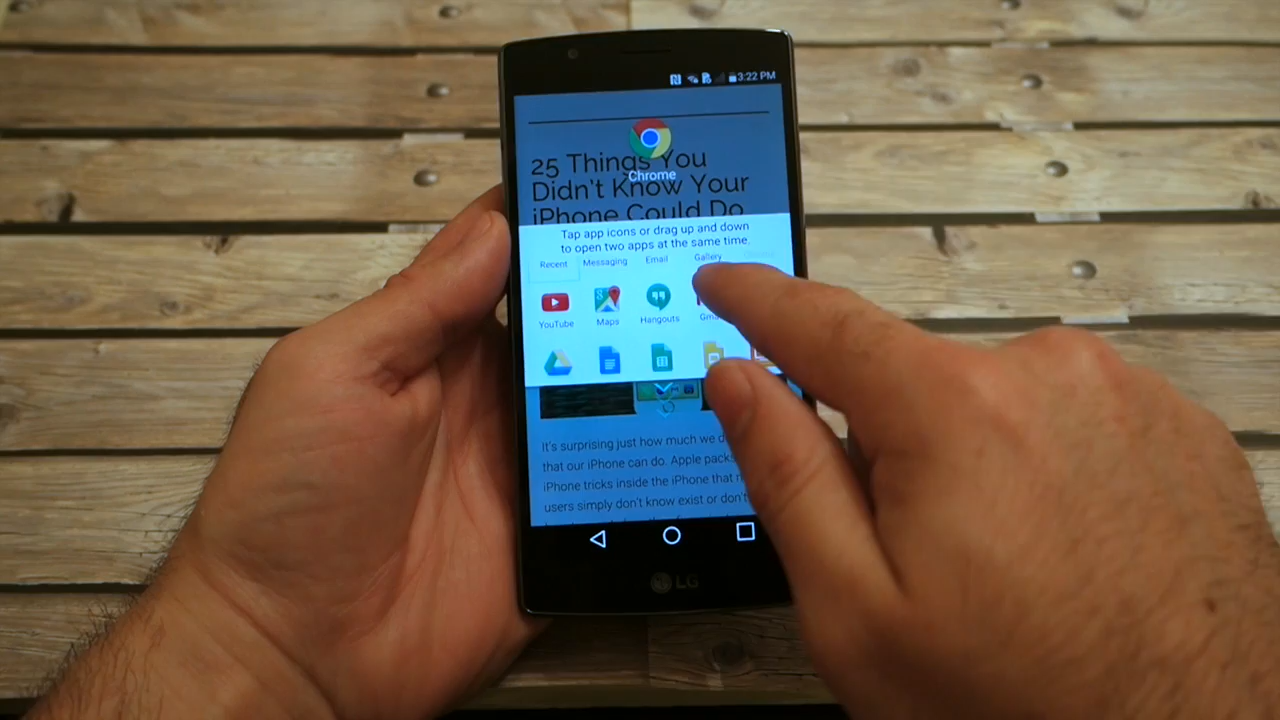 3:22 PM
25 Things You
Chrome
Didn't Know Your
iPhone Could Do
Tap app icons or drag up and down
to open two apps at the same time.
Recent Messaging Email Gallery
YouTube Maps Hangouts
It's surprising just how much we
that our iPhone can do. Apple packs
iPhone tricks inside the iPhone that
users simply don't know exist or don't
LG